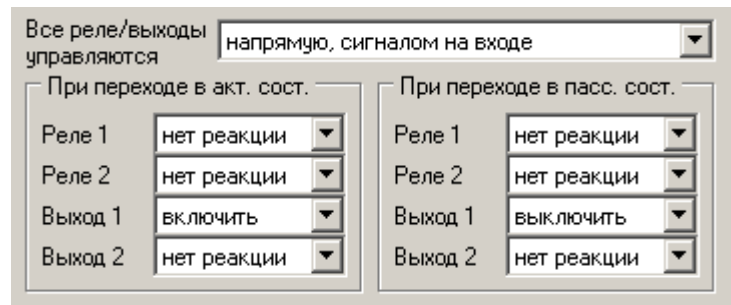 Все реле/выходы
управляются
напрямую, сигналом на входе
При переходе в акт. сост.
Реле 1 нет реакции
Реле 2 нет реакции
Выход 1 включить
Выход 2 нет реакции
При переходе в пасс. сост.
Реле 1 нет реакции
Реле 2 нет реакции
Выход 1 выключить
Выход 2 нет реакции